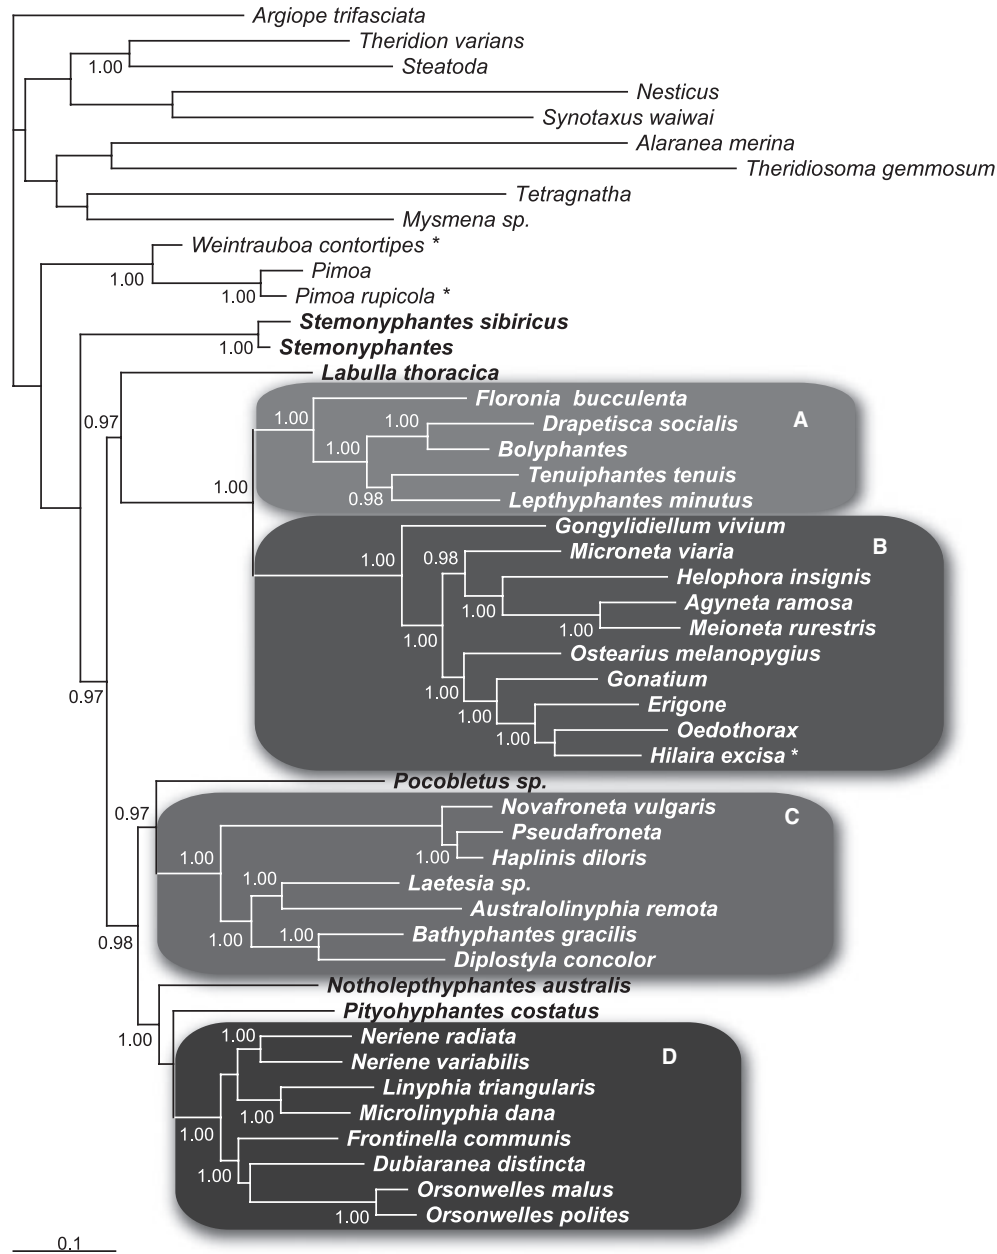 Argiope trifasciata
Theridion varians
1.00
Steatoda
Nesticus
Synotaxus waiwai
Alaranea merina
Theridiosoma gemmosum
Tetragnatha
Mysmena sp.
Weintrauboa contortipes *
1.00
Pimoa
1.00
Pimoa rupicola *
Stemonyphantes sibiricus
1.00
Stemonyphantes
Labulla thoracica
Floronia bucculenta
0.97
1.00
1.00
Drapetisca socialis
A
1.00
Bolyphantes
Tenuiphantes tenuis
1.00
0.98
Lepthyphantes minutus
Gongylidiellum vivium
B
1.00
0.98
Microneta viaria
Helophora insignis
1.00
Agyneta ramosa
1.00
Meioneta rurestris
1.00
Ostearius melanopygius
0.97
1.00
Gonatium
1.00
Erigone
1.00
Oedothorax
Hilaira excisa *
Pocobletus sp.
0.97
Novafroneta vulgaris
C
Pseudafroneta
1.00
1.00
Haplinis diloris
1.00
Laetesia sp.
Australolinyphia remota
0.98
1.00
1.00
Bathyphantes gracilis
Diplostyla concolor
Notholepthyphantes australis
Pityohyphantes costatus
1.00
1.00
Neriene radiata
Neriene variabilis
D
Linyphia triangularis
1.00
Microlinyphia dana
1.00
Frontinella communis
1.00
Dubiaranea distincta
Orsonwelles malus
1.00
Orsonwelles polites
0.1